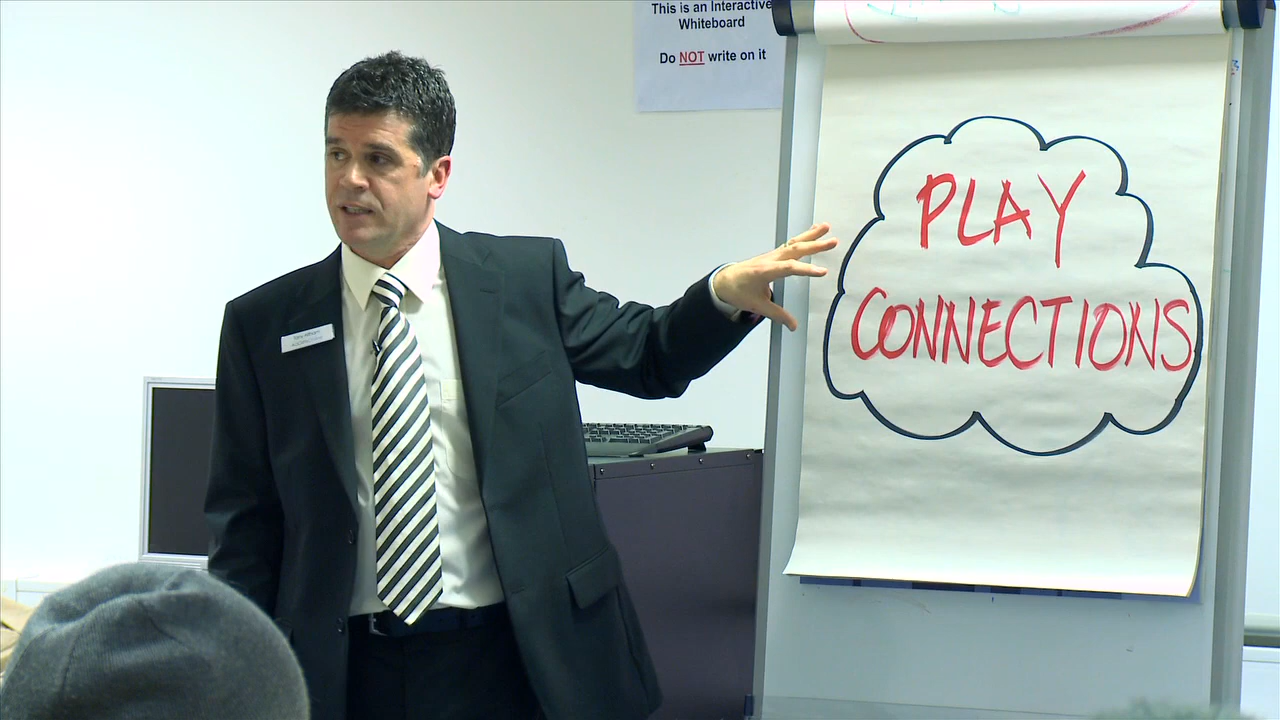 This is an Interactive
Whiteboard
Do NOT write on it
PLAY
CONNECTIONS